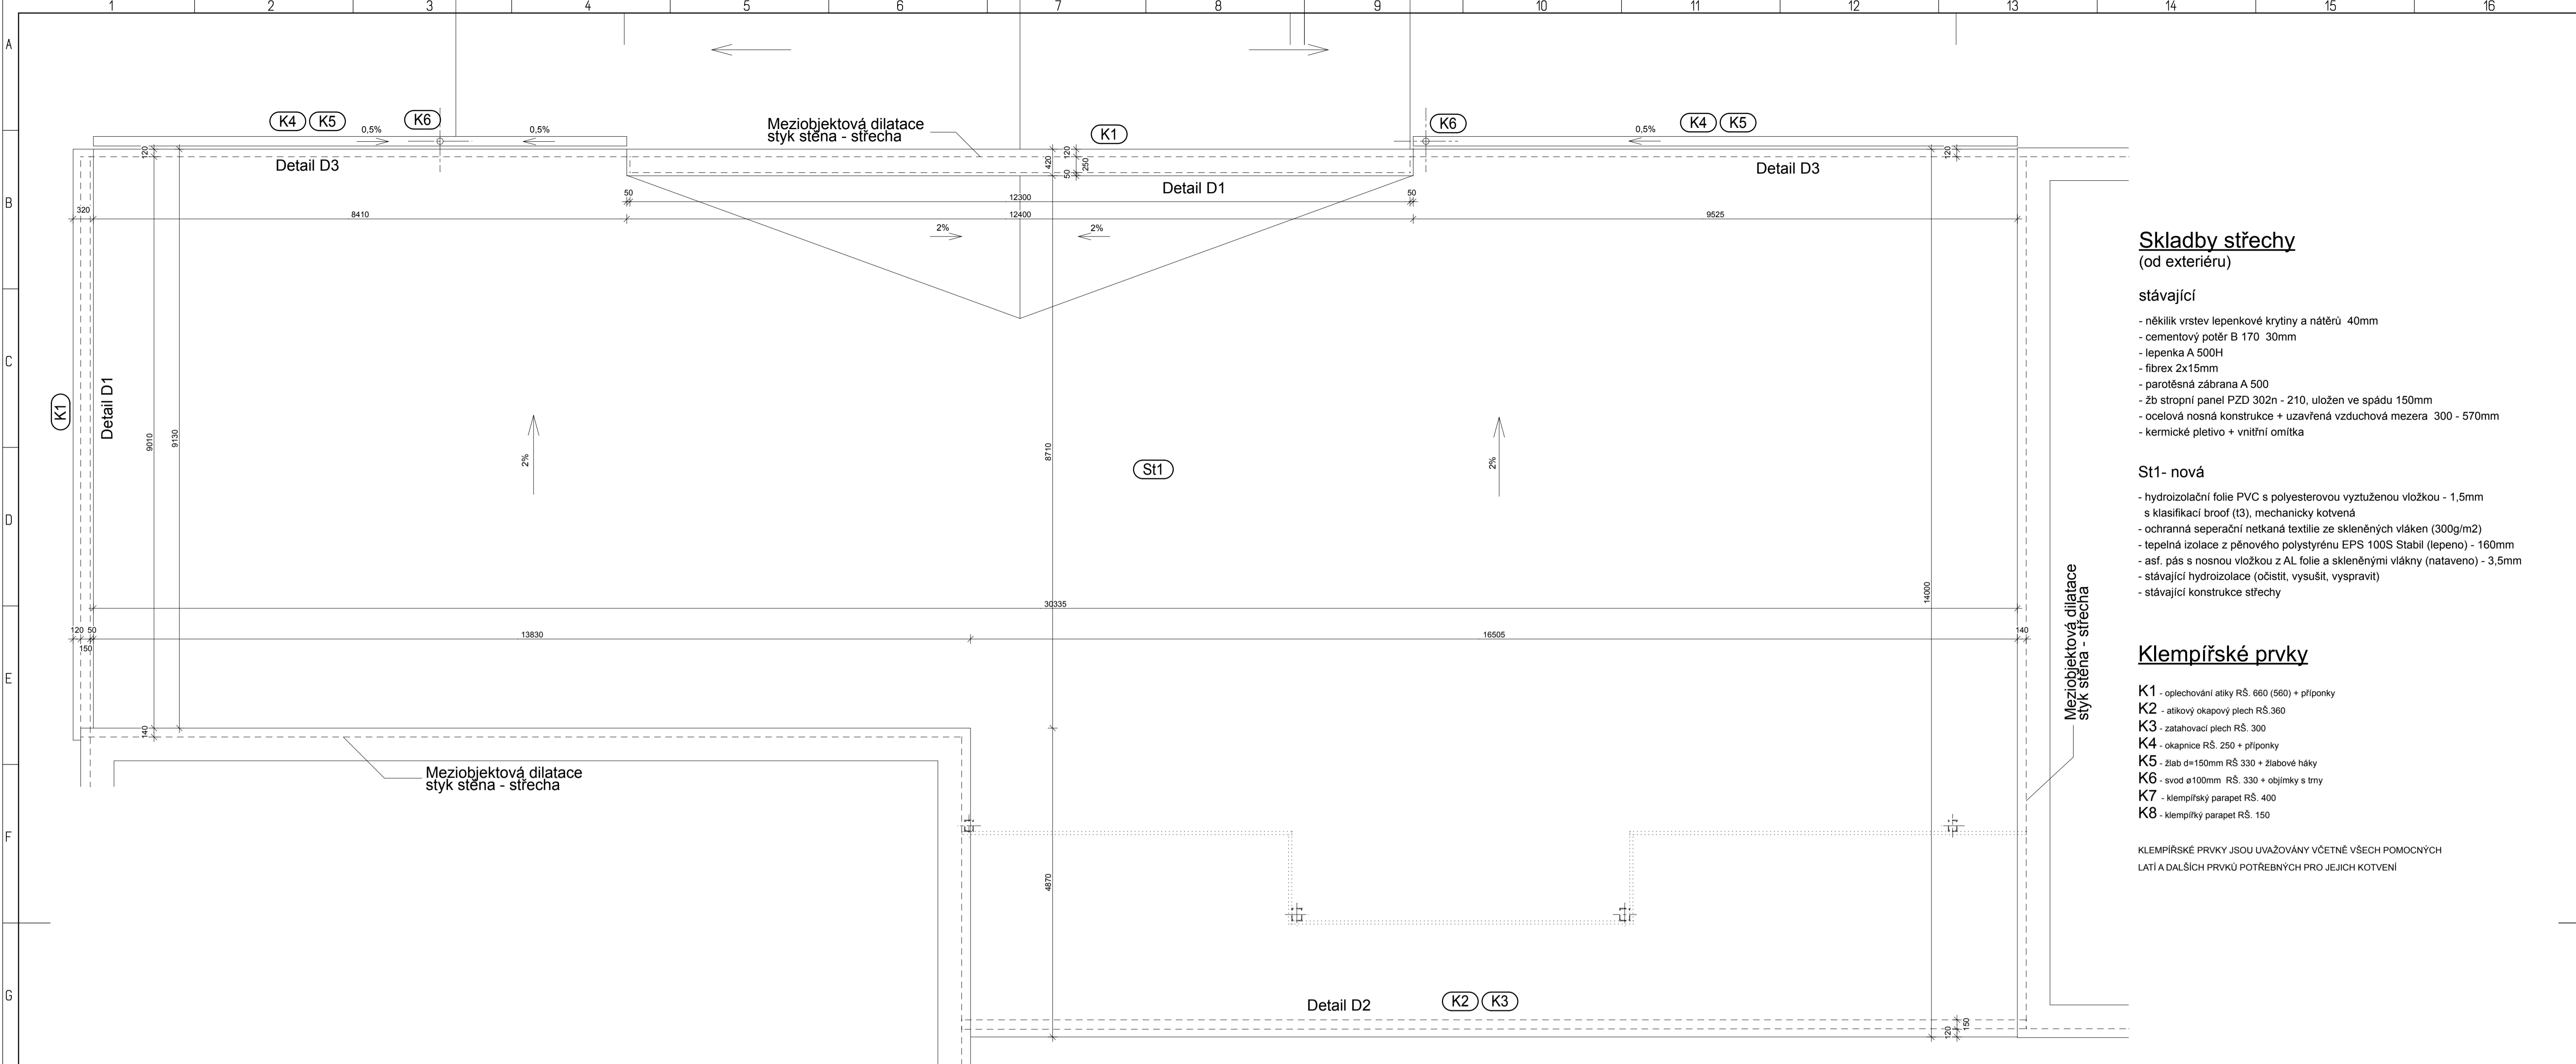 1 2 3 4 5 6 7 8 9 10 11 12 13 14 15 16
A
K4 K5 K6
0,5% 0,5%
Meziobjektová dilatace
styk stěna - střecha
K1
K6
K4 K5
0,5%
120
Detail D3
420
120
250
50
Detail D1
120
Detail D3
B
320
8410
50
12300
12400
50
9525
2% 2%
C
K1
Detail D1
9010
9130
2%
8710
St1
2%
14000
D
30335
120 50
150
13830
16505
140
E
140
Meziobjektová dilatace
styk stěna - střecha
Meziobjektová dilatace
styk stěna - střecha
F
4870
G
Detail D2
K2 K3
120
150
Skladby střechy
(od exteriéru)
stávající
- někilik vrstev lepenkové krytiny a nátěrů 40mm
- cementový potěr B 170 30mm
- lepenka A 500H
- fibrex 2x15mm
- parotěsná zábrana A 500
- žb stropní panel PZD 302n - 210, uložen ve spádu 150mm
- ocelová nosná konstrukce + uzavřená vzduchová mezera 300 - 570mm
- kermické pletivo + vnitřní omítka
St1- nová
- hydroizolační folie PVC s polyesterovou vyztuženou vložkou - 1,5mm
s klasifikací broof (t3), mechanicky kotvená
- ochranná seperační netkaná textilie ze skleněných vláken (300g/m2)
- tepelná izolace z pěnového polystyrénu EPS 100S Stabil (lepeno) - 160mm
- asf. pás s nosnou vložkou z AL folie a skleněnými vlákny (nataveno) - 3,5mm
- stávající hydroizolace (očistit, vysušit, vyspravit)
- stávající konstrukce střechy
Klempířské prvky
K1 - oplechování atiky RŠ. 660 (560) + příponky
K2 - atikový okapový plech RŠ.360
K3 - zatahovací plech RŠ. 300
K4 - okapnice RŠ. 250 + příponky
K5 - žlab d=150mm RŠ 330 + žlabové háky
K6 - svod ø100mm RŠ. 330 + objímky s trny
K7 - klempířský parapet RŠ. 400
K8 - klempířký parapet RŠ. 150
KLEMPÍŘSKÉ PRVKY JSOU UVAŽOVÁNY VČETNĚ VŠECH POMOCNÝCH
LATÍ A DALŠÍCH PRVKŮ POTŘEBNÝCH PRO JEJICH KOTVENÍ